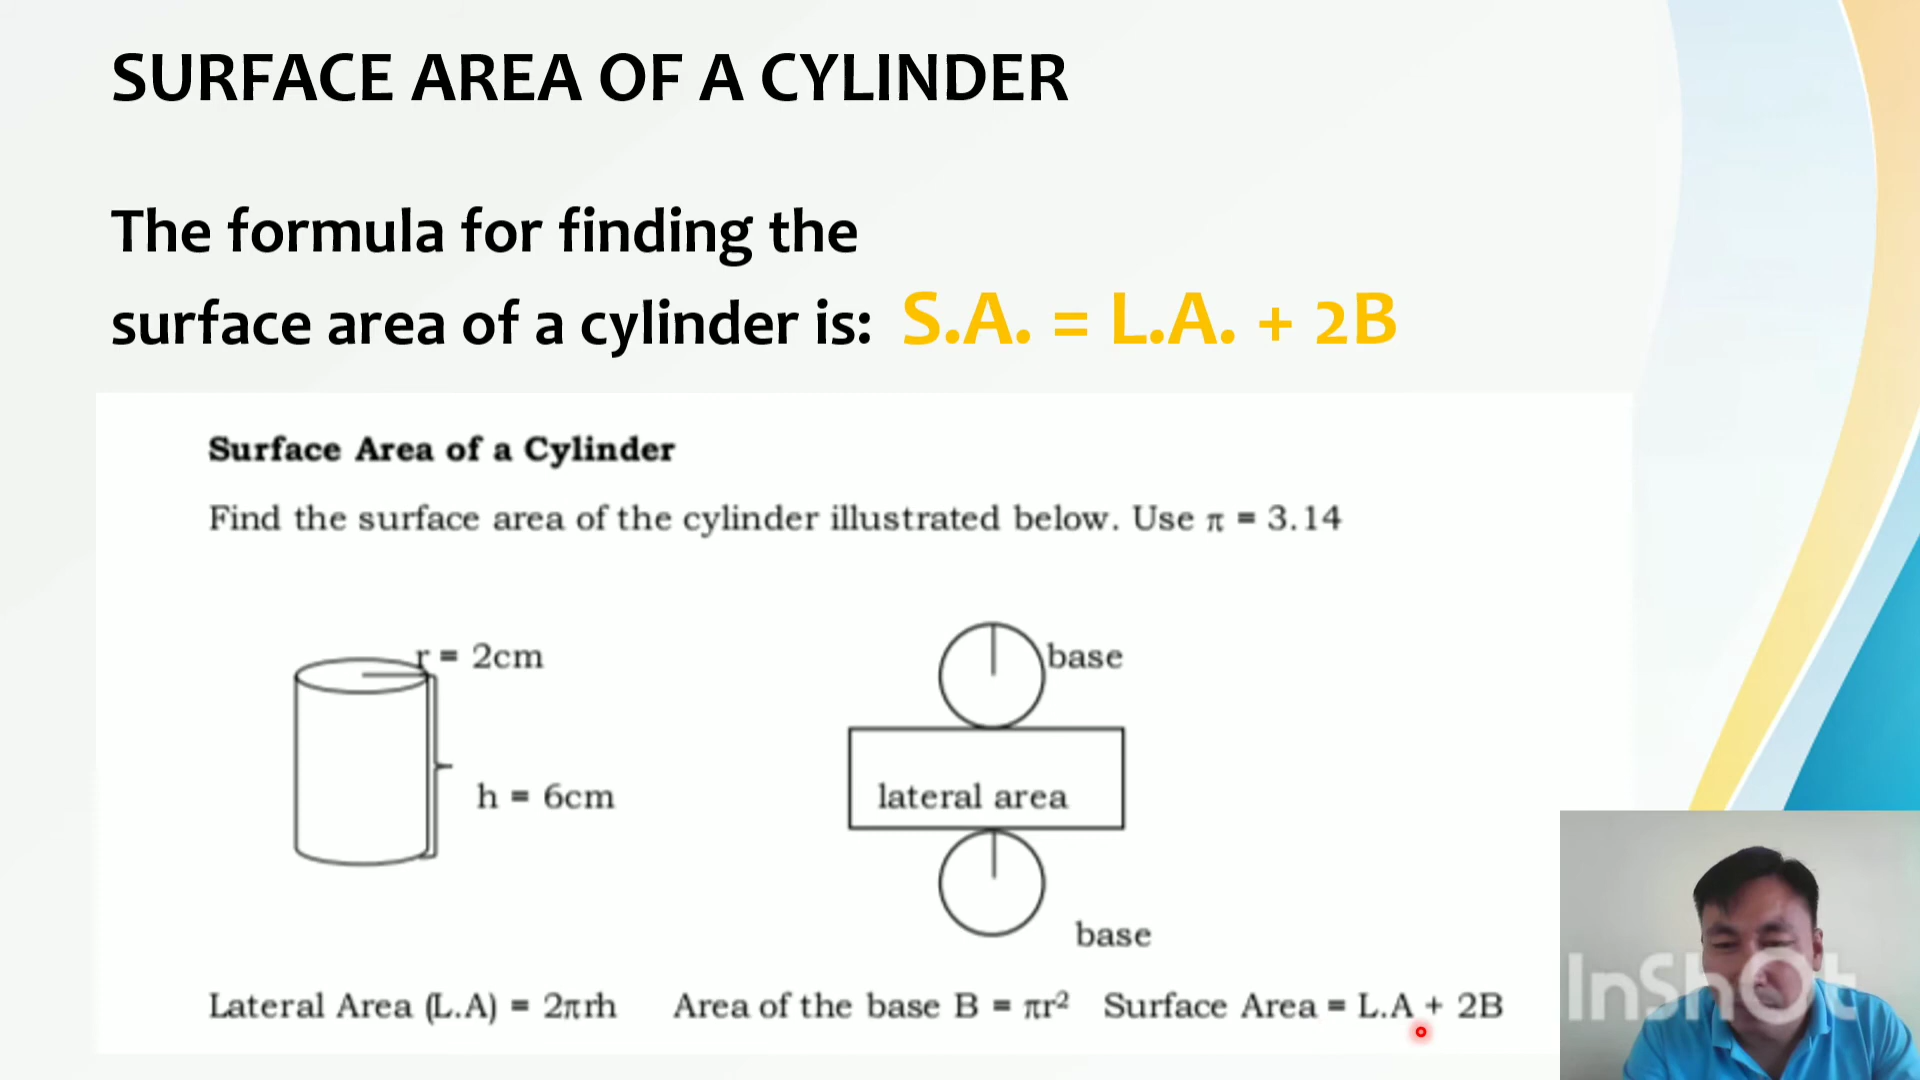 SURFACE AREA OF A CYLINDER
The formula for finding the
surface area of a cylinder is: S.A. = L.A. + 2B
Surface Area of a Cylinder
Find the surface area of the cylinder illustrated below. Use π = 3.14
r = 2cm
h = 6cm
base
lateral area
base
Lateral Area (L.A) = 2πrh Area of the base B = πr² Surface Area = L.A + 2B
InShOt